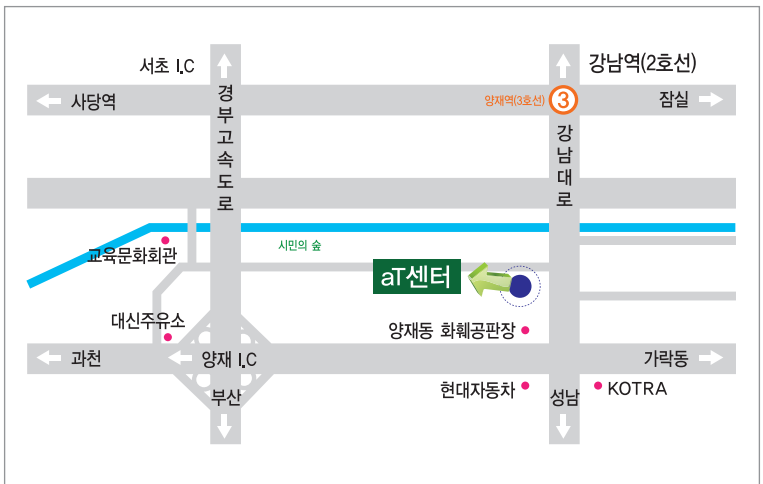 서초 I.C
강남역(2호선)
사당역
양재역(3호선)
3
잠실
경부고속도로
강남대로
시민의 숲
교육문화회관
aT센터
대신주유소
양재동 화훼공판장
과천
양재 I.C
가락동
부산
현대자동차
성남
KOTRA